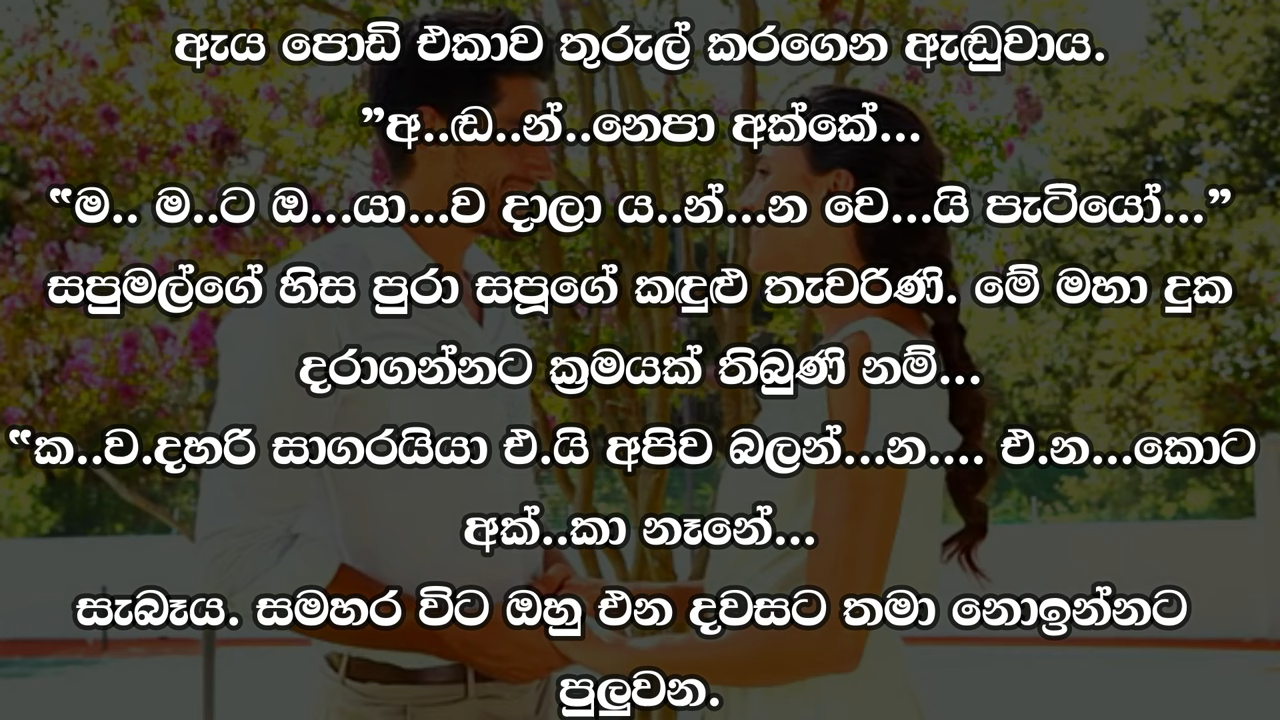 ඇය පොඩි එකාව තුරුල් කරගෙන ඇඬුවාය.
”අ..ඬ..න්..නෙපා අක්කේ...
“ම.. ම..ට ඔ...යා...ව දාලා ය..න්...න වෙ...යි පැටියෝ...”
සපුමල්ගේ හිස පුරා සපූගේ කඳුළු තැවරිණි. මේ මහා දුක
දරාගන්නට ක්‍රමයක් තිබුණි නම්...
“ක..ව.දහරි සාගරයියා එ.යි අපිව බලන්...න.... එ.න...කොට
අක්..කා නෑනේ...
සැබෑය. සමහර විට ඔහු එන දවසට තමා නොඉන්නට
පුලුවන.